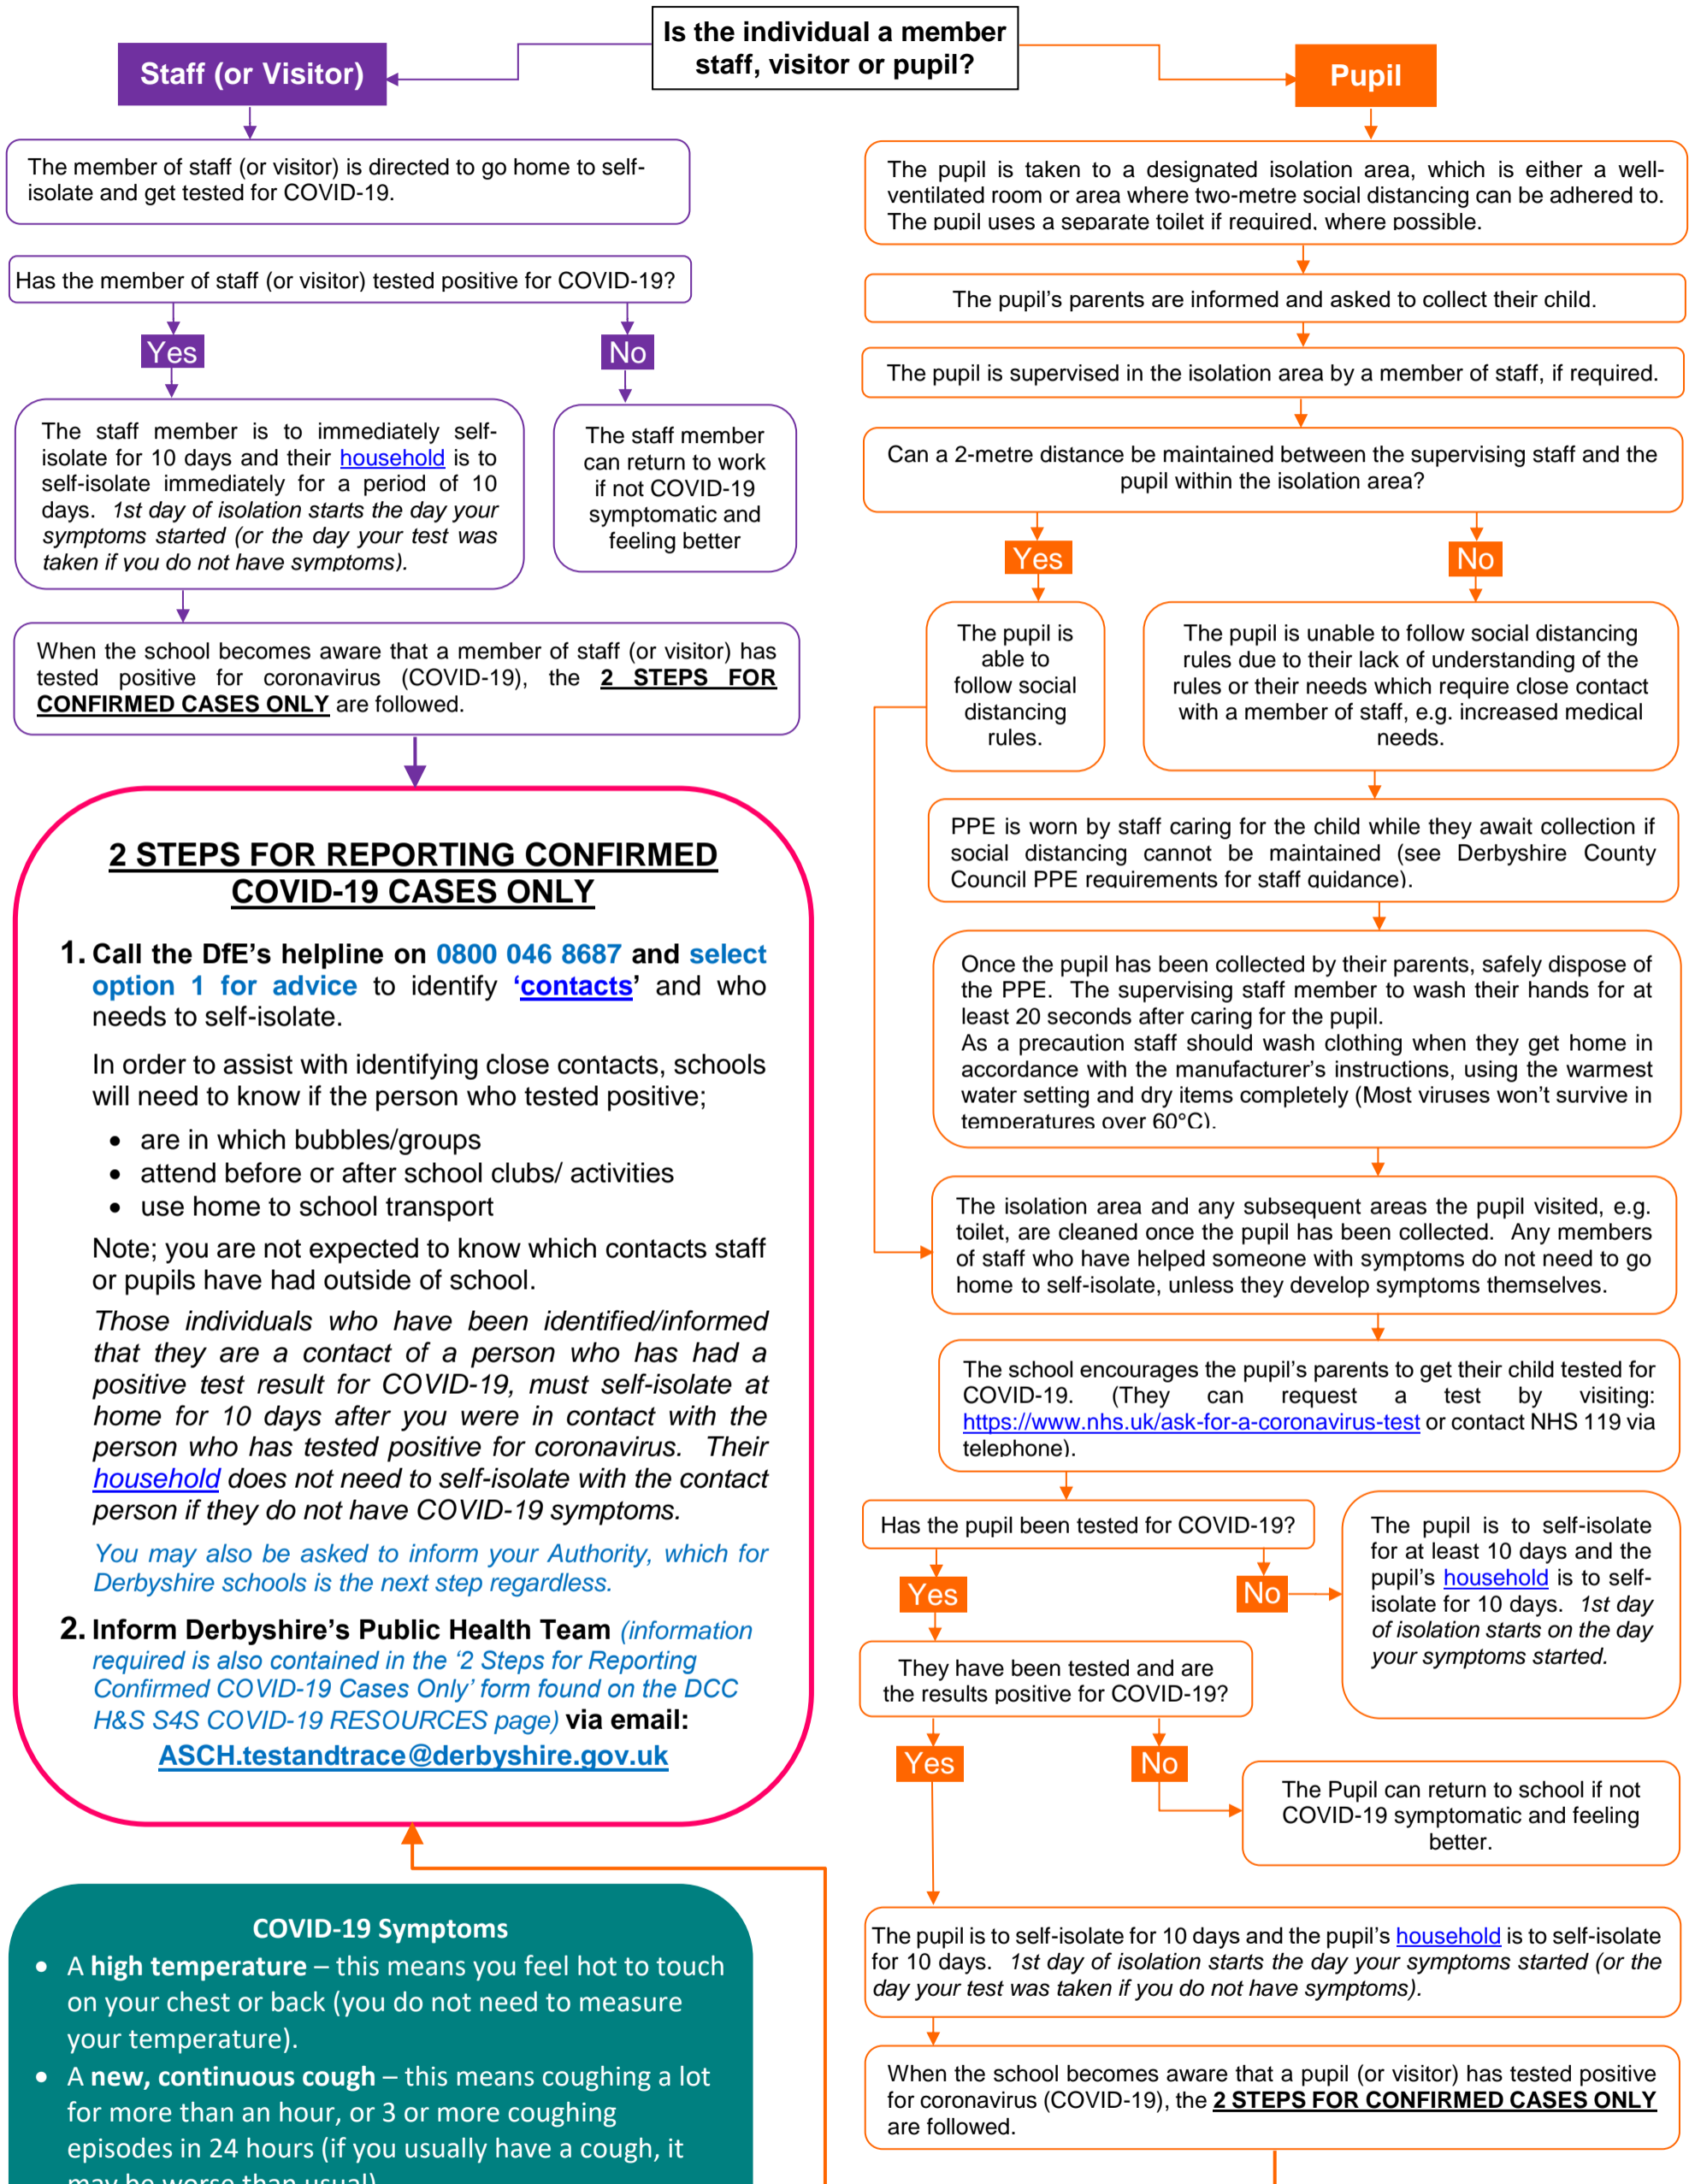 Is the individual a member
staff, visitor or pupil?
Staff (or Visitor)
The member of staff (or visitor) is directed to go home to self-
isolate and get tested for COVID-19.
Has the member of staff (or visitor) tested positive for COVID-19?
Yes
No
The staff member is to immediately self-
isolate for 10 days and their household is to
self-isolate immediately for a period of 10
days. 1st day of isolation starts the day your
symptoms started (or the day your test was
taken if you do not have symptoms).
The staff member
can return to work
if not COVID-19
symptomatic and
feeling better
When the school becomes aware that a member of staff (or visitor) has
tested positive for coronavirus (COVID-19), the 2 STEPS FOR
CONFIRMED CASES ONLY are followed.
2 STEPS FOR REPORTING CONFIRMED
COVID-19 CASES ONLY
1. Call the DfE's helpline on 0800 046 8687 and select
option 1 for advice to identify ‘contacts’ and who
needs to self-isolate.
In order to assist with identifying close contacts, schools
will need to know if the person who tested positive;
• are in which bubbles/groups
• attend before or after school clubs/ activities
• use home to school transport
Note; you are not expected to know which contacts staff
or pupils have had outside of school.
Those individuals who have been identified/informed
that they are a contact of a person who has had a
positive test result for COVID-19, must self-isolate at
home for 10 days after you were in contact with the
person who has tested positive for coronavirus. Their
household does not need to self-isolate with the contact
person if they do not have COVID-19 symptoms.
You may also be asked to inform your Authority, which for
Derbyshire schools is the next step regardless.
2. Inform Derbyshire's Public Health Team (information
required is also contained in the ‘2 Steps for Reporting
Confirmed COVID-19 Cases Only’ form found on the DCC
H&S S4S COVID-19 RESOURCES page) via email:
ASCH.testandtrace@derbyshire.gov.uk
COVID-19 Symptoms
• A high temperature – this means you feel hot to touch
on your chest or back (you do not need to measure
your temperature).
• A new, continuous cough – this means coughing a lot
for more than an hour, or 3 or more coughing
episodes in 24 hours (if you usually have a cough, it
may be worse than usual)
Pupil
The pupil is taken to a designated isolation area, which is either a well-
ventilated room or area where two-metre social distancing can be adhered to.
The pupil uses a separate toilet if required, where possible.
The pupil's parents are informed and asked to collect their child.
The pupil is supervised in the isolation area by a member of staff, if required.
Can a 2-metre distance be maintained between the supervising staff and the
pupil within the isolation area?
Yes
No
The pupil is
able to
follow social
distancing
rules.
The pupil is unable to follow social distancing
rules due to their lack of understanding of the
rules or their needs which require close contact
with a member of staff, e.g. increased medical
needs.
PPE is worn by staff caring for the child while they await collection if
social distancing cannot be maintained (see Derbyshire County
Council PPE requirements for staff guidance).
Once the pupil has been collected by their parents, safely dispose of
the PPE. The supervising staff member to wash their hands for at
least 20 seconds after caring for the pupil.
As a precaution staff should wash clothing when they get home in
accordance with the manufacturer's instructions, using the warmest
water setting and dry items completely (Most viruses won't survive in
temperatures over 60°C).
The isolation area and any subsequent areas the pupil visited, e.g.
toilet, are cleaned once the pupil has been collected. Any members
of staff who have helped someone with symptoms do not need to go
home to self-isolate, unless they develop symptoms themselves.
The school encourages the pupil's parents to get their child tested for
COVID-19. (They can request a test by visiting:
https://www.nhs.uk/ask-for-a-coronavirus-test or contact NHS 119 via
telephone).
Has the pupil been tested for COVID-19?
Yes
No
The pupil is to self-isolate
for at least 10 days and the
pupil's household is to self-
isolate for 10 days. 1st day
of isolation starts on the day
your symptoms started.
They have been tested and are
the results positive for COVID-19?
Yes
No
The Pupil can return to school if not
COVID-19 symptomatic and feeling
better.
The pupil is to self-isolate for 10 days and the pupil's household is to self-isolate
for 10 days. 1st day of isolation starts the day your symptoms started (or the
day your test was taken if you do not have symptoms).
When the school becomes aware that a pupil (or visitor) has tested positive
for coronavirus (COVID-19), the 2 STEPS FOR CONFIRMED CASES ONLY
are followed.